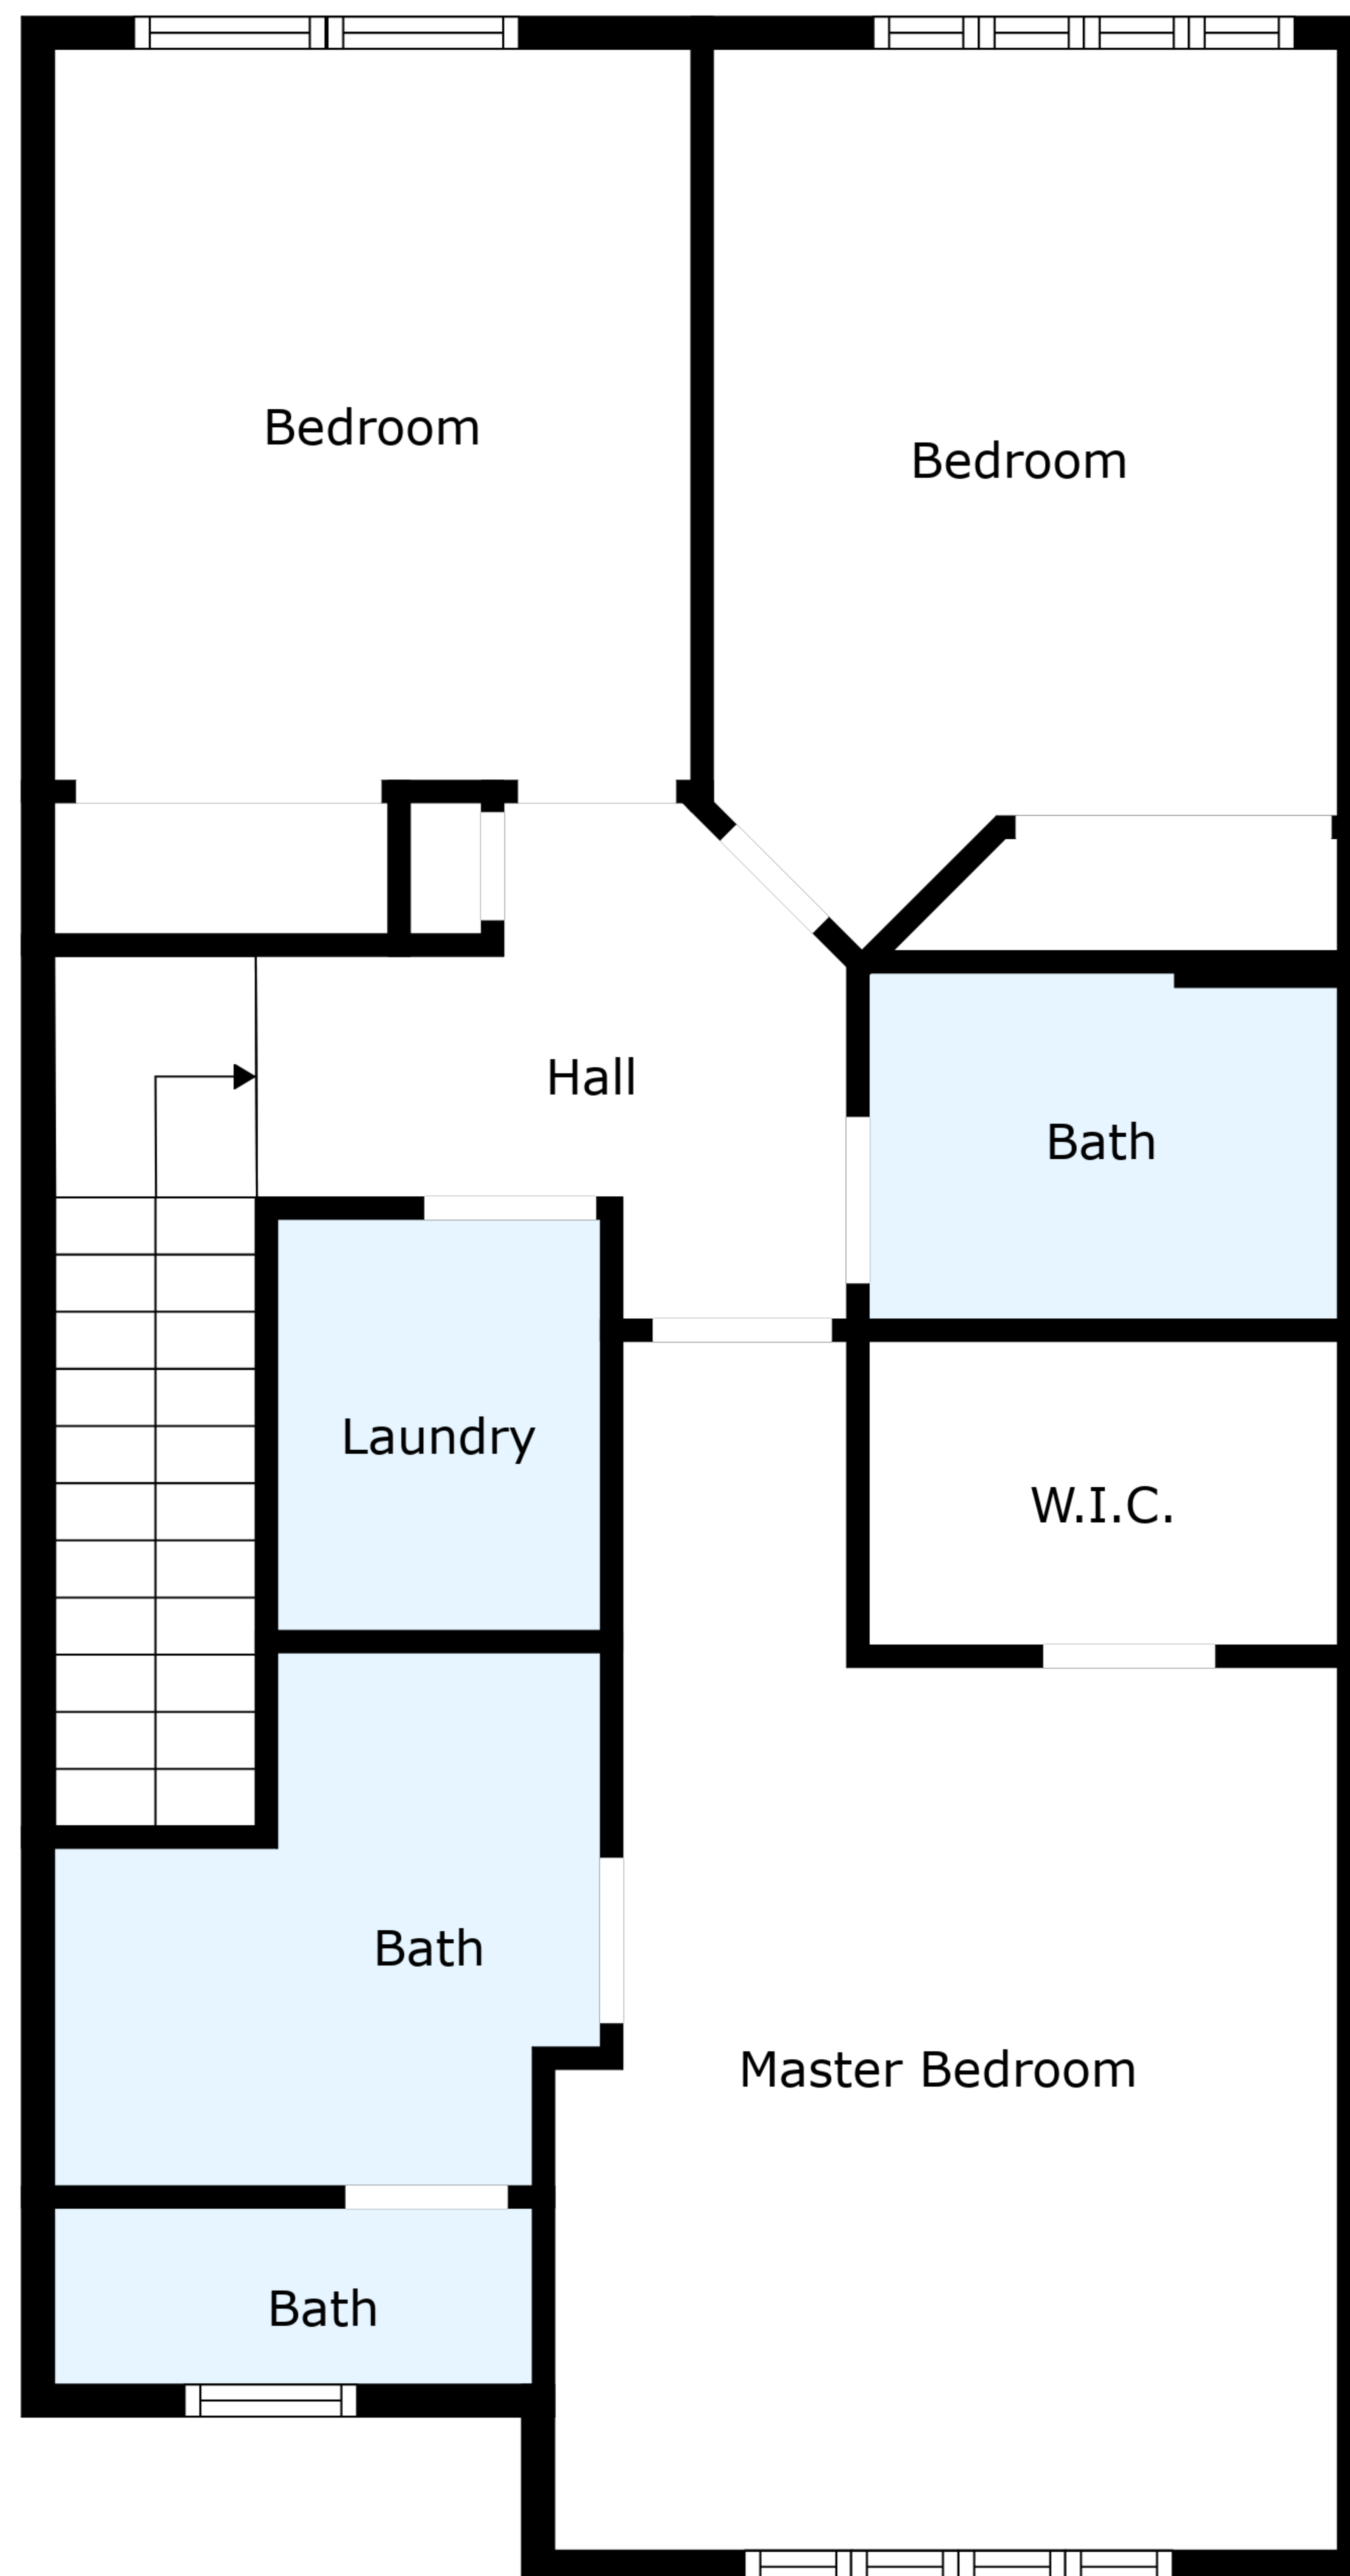 Bedroom
Bedroom
Hall
Bath
Laundry
W.I.C.
Bath
Master Bedroom
Bath